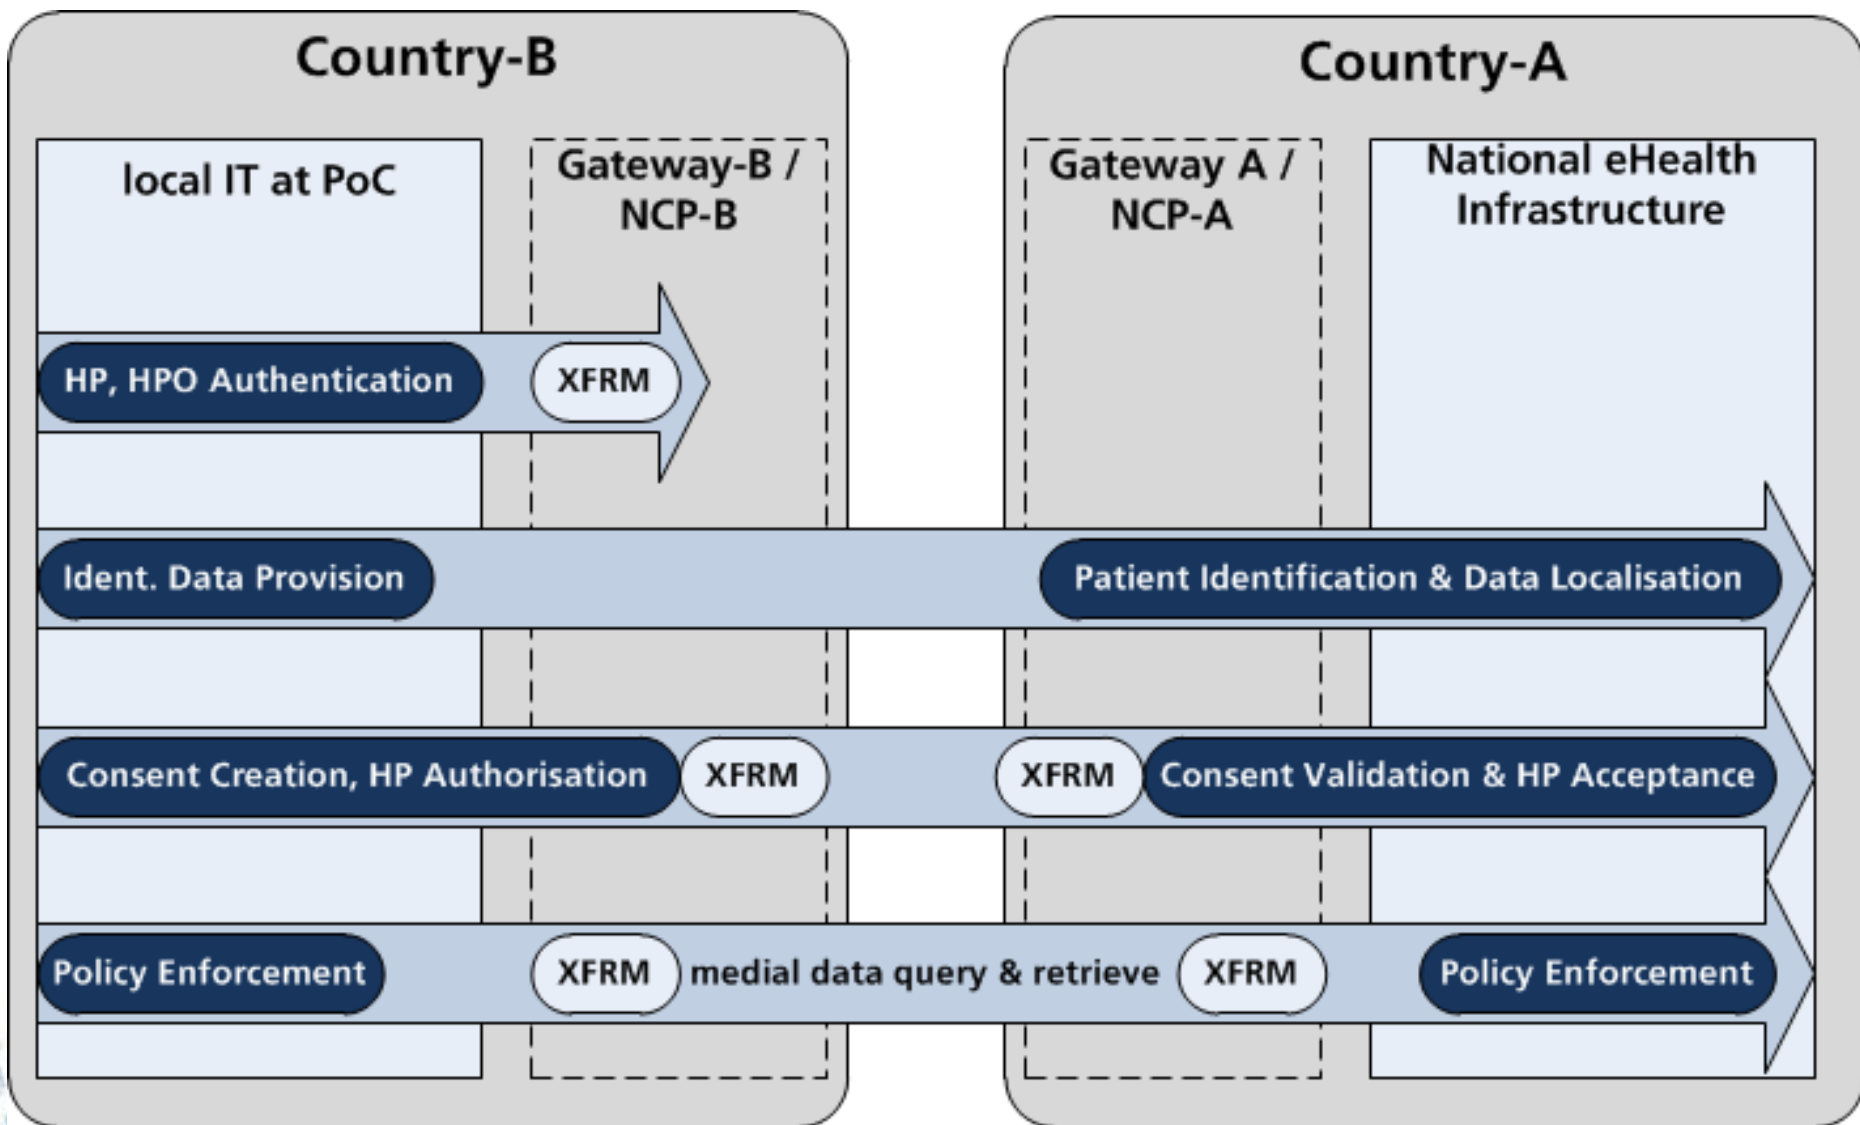 Country-B
Country-A
local IT at PoC
Gateway-B /
NCP-B
Gateway A /
NCP-A
National eHealth
Infrastructure
HP, HPO Authentication
XFRM
Ident. Data Provision
Patient Identification & Data Localisation
Consent Creation, HP Authorisation
XFRM
XFRM
Consent Validation & HP Acceptance
Policy Enforcement
XFRM
medial data query & retrieve
XFRM
Policy Enforcement